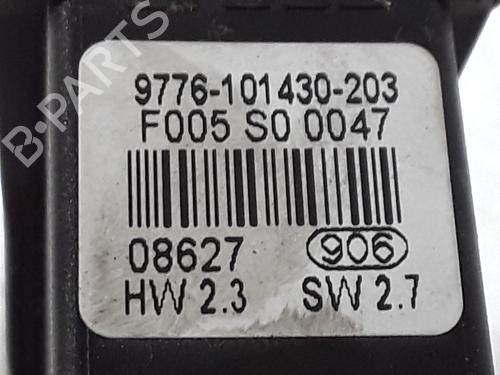 B-PARTS
9776-101430-203
F005 S0 0047
08627 906
HW 2.3 SW 2.7